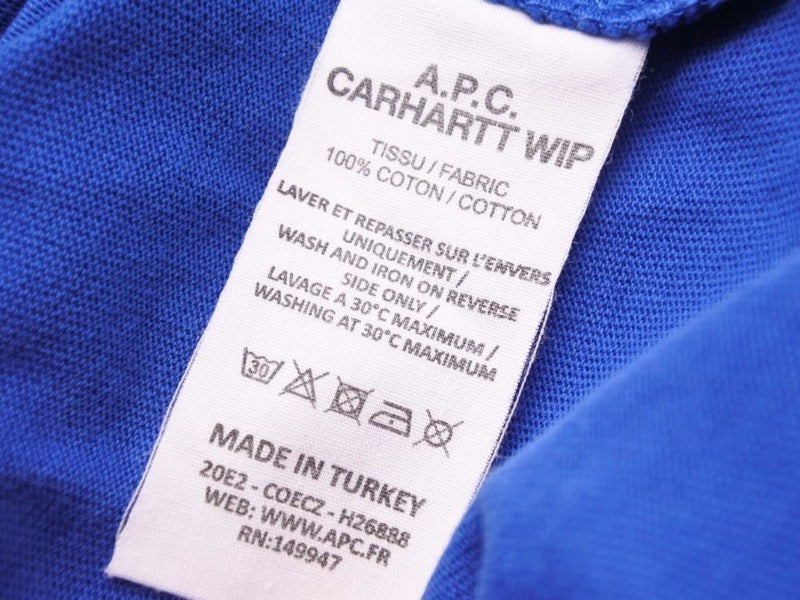 A.P.C.
CARHARTT WIP
TISSU / FABRIC
100% COTON / COTTON
LAVER ET REPASSER SUR L'ENVERS
UNIQUEMENT /
WASH AND IRON ON REVERSE
SIDE ONLY /
LAVAGE A 30°C MAXIMUM /
WASHING AT 30°C MAXIMUM
30
MADE IN TURKEY
20E2 - COECZ - H26888
WEB: WWW.APC.FR
RN:149947